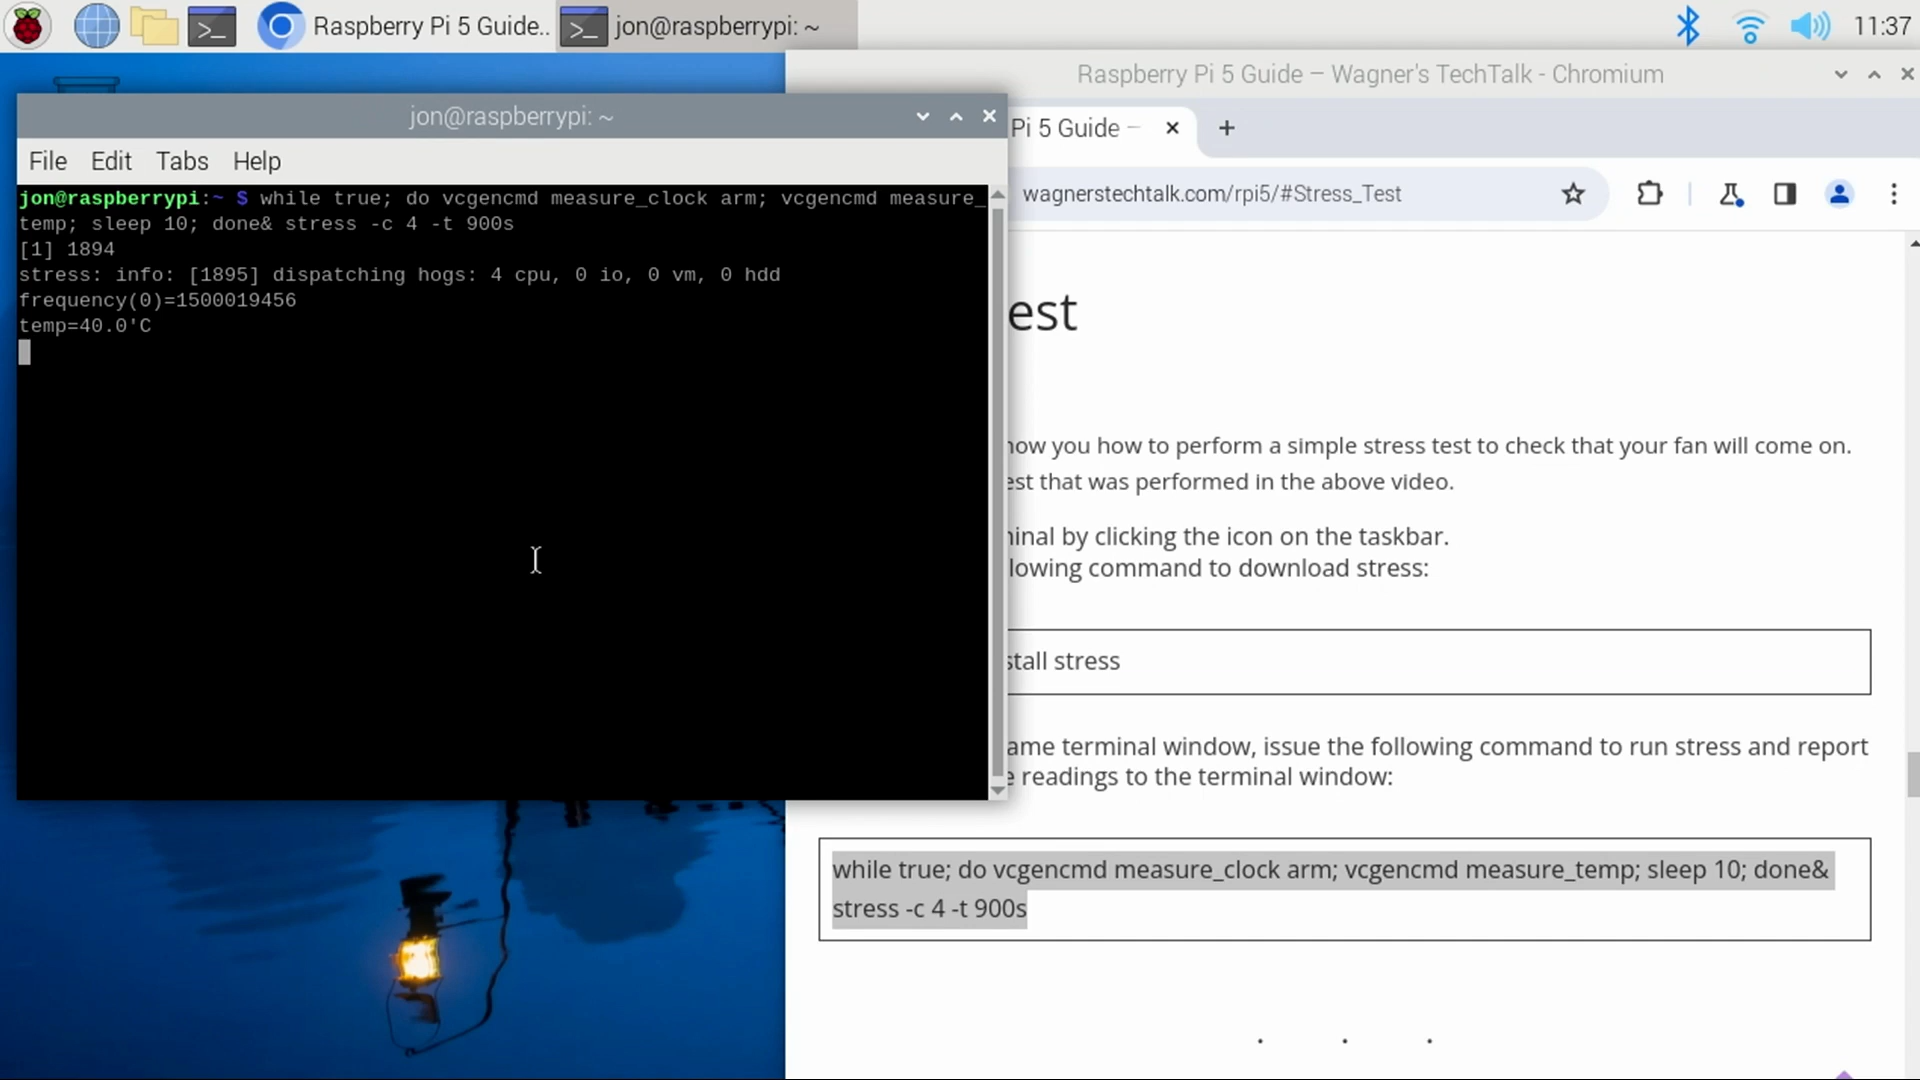 Raspberry Pi 5 Guide..
jon@raspberrypi: ~
11:37
Raspberry Pi 5 Guide – Wagner's TechTalk - Chromium
jon@raspberrypi: ~
Pi 5 Guide –
File Edit Tabs Help
wagnerstechtalk.com/rpi5/#Stress_Test
jon@raspberrypi:~ $ while true; do vcgencmd measure_clock arm; vcgencmd measure_
temp; sleep 10; done& stress -c 4 -t 900s
[1] 1894
stress: info: [1895] dispatching hogs: 4 cpu, 0 io, 0 vm, 0 hdd
frequency(0)=1500019456
temp=40.0'C
est
how you how to perform a simple stress test to check that your fan will come on.
est that was performed in the above video.
ninal by clicking the icon on the taskbar.
lowing command to download stress:
stall stress
ame terminal window, issue the following command to run stress and report
e readings to the terminal window:
while true; do vcgencmd measure_clock arm; vcgencmd measure_temp; sleep 10; done&
stress -c 4 -t 900s
. . .